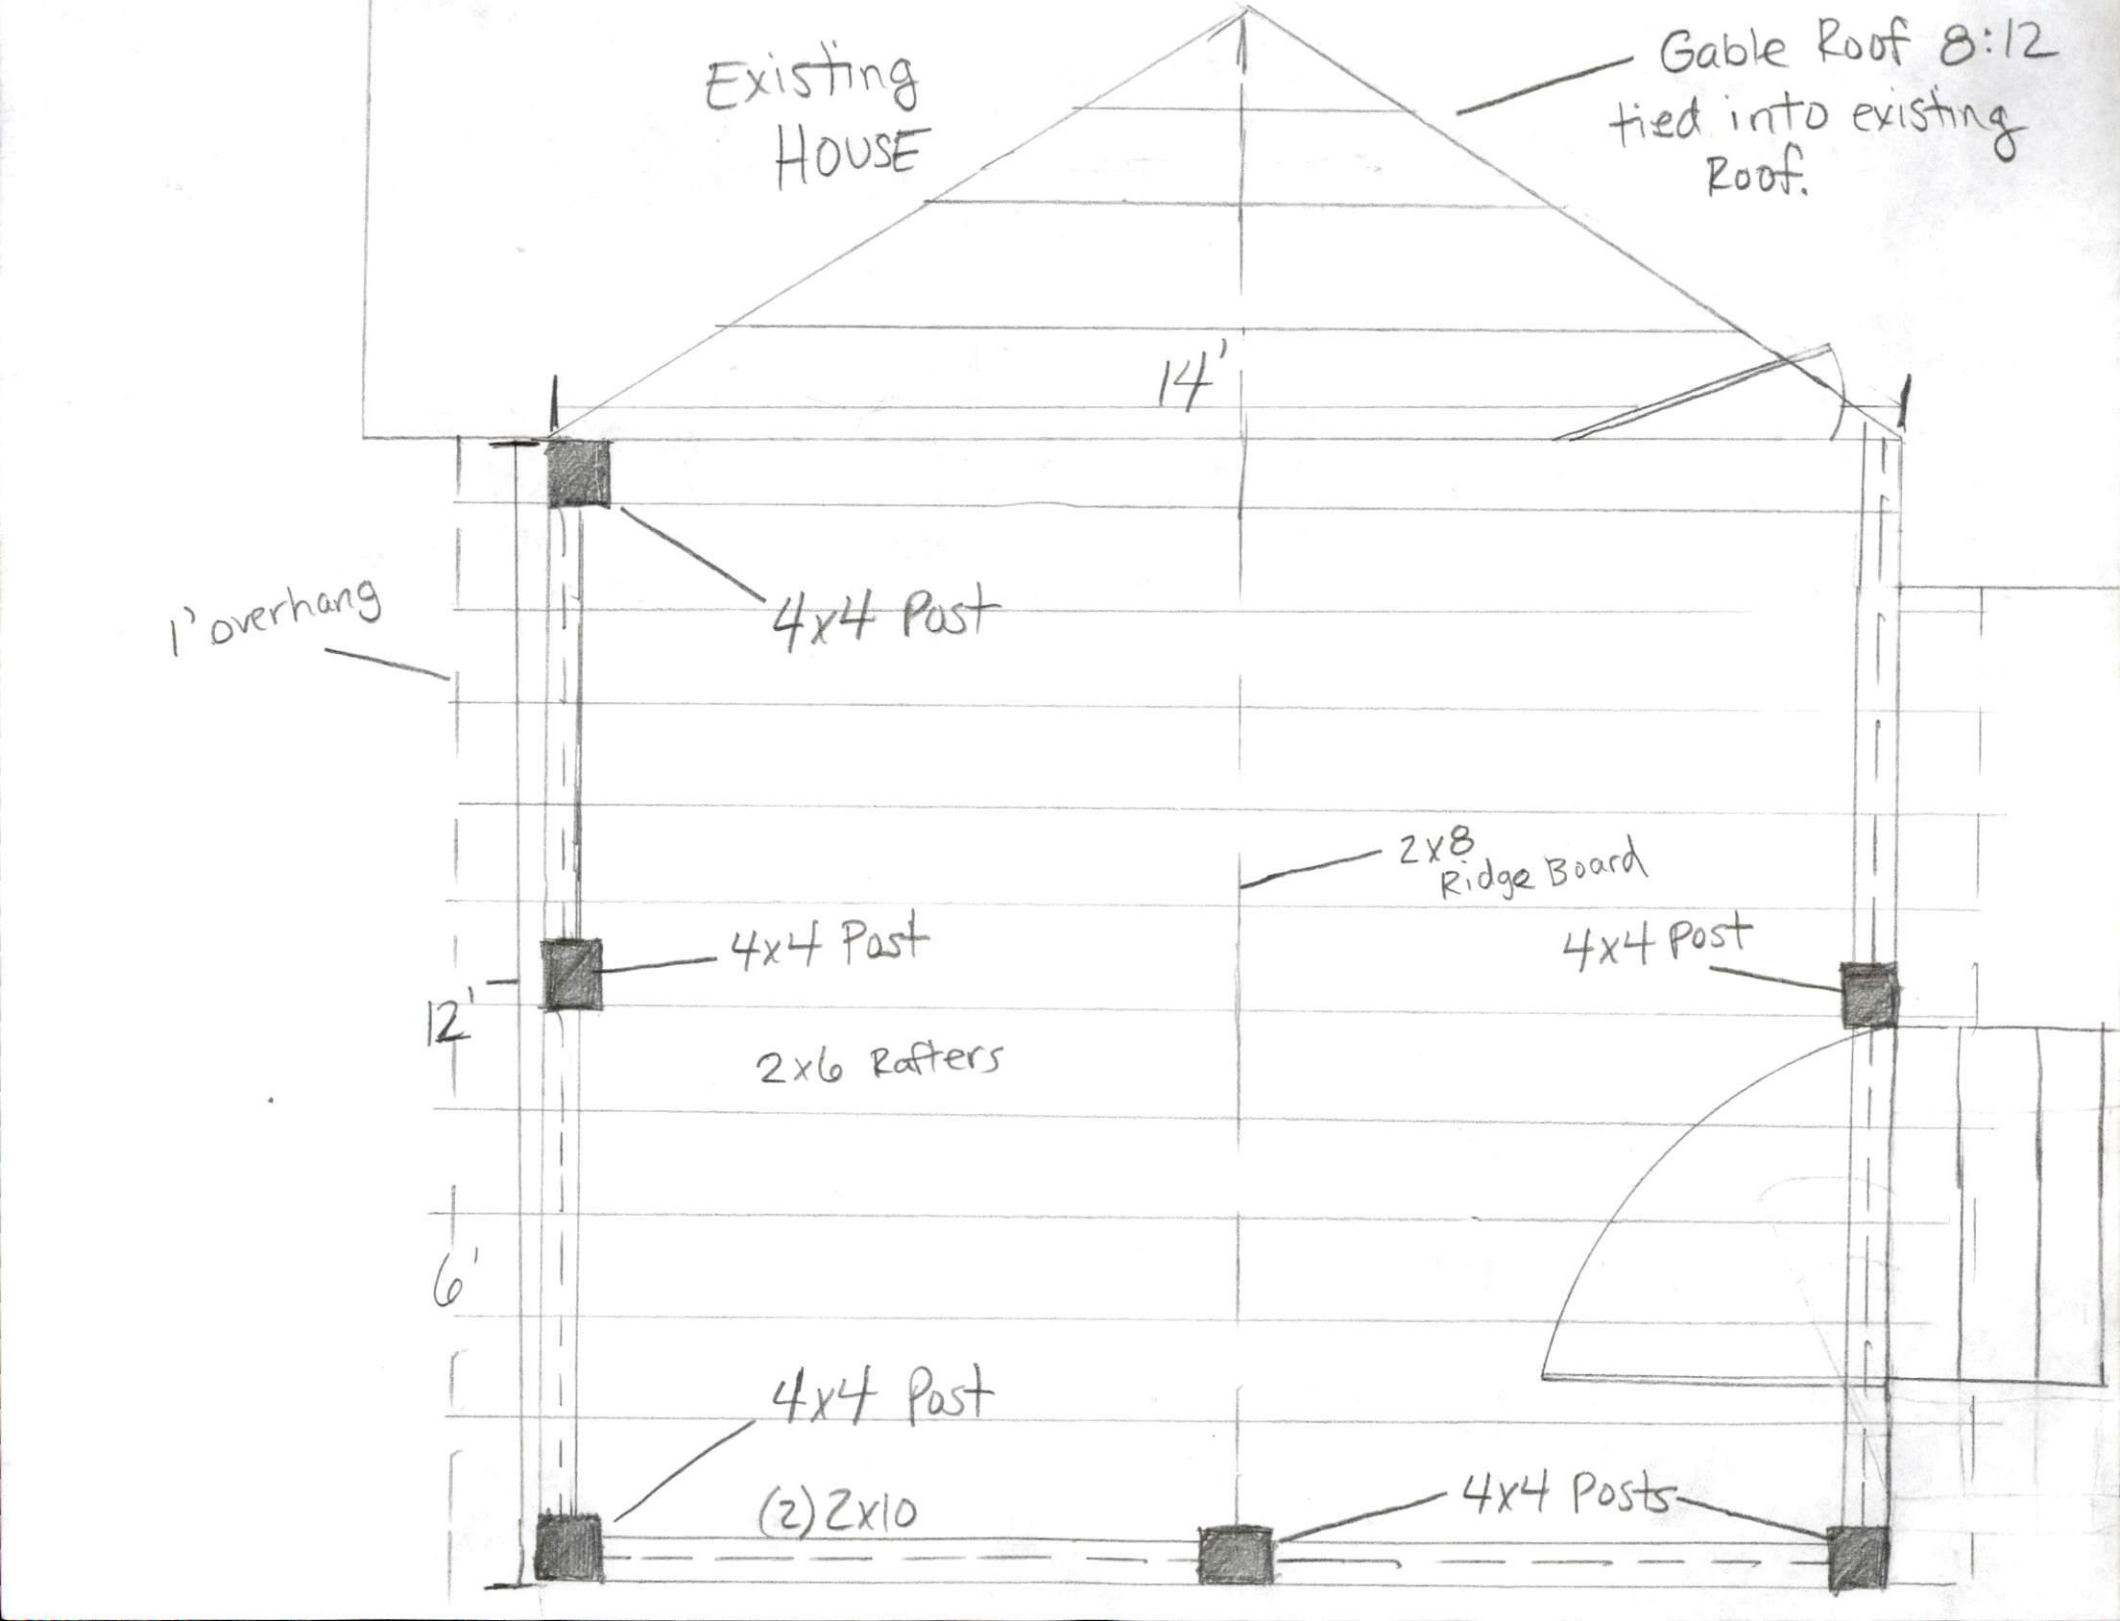 Existing
HOUSE
Gable Roof 8:12
tied into existing
Roof.
14'
1' overhang
4x4 Post
2x8
Ridge Board
4x4 Post
4x4 Post
12'
2x6 Rafters
6'
4x4 Post
(2) 2x10
4x4 Posts